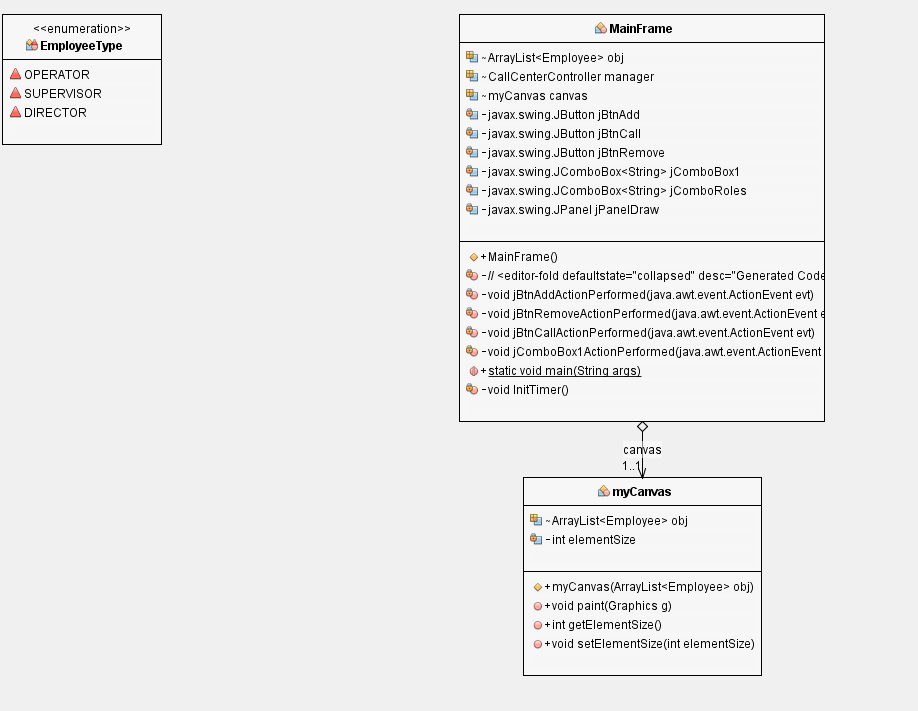 <<enumeration>>
EmployeeType
OPERATOR
SUPERVISOR
DIRECTOR
MainFrame
~ArrayList<Employee> obj
~CallCenterController manager
~myCanvas canvas
-javax.swing.JButton jBtnAdd
-javax.swing.JButton jBtnCall
-javax.swing.JButton jBtnRemove
-javax.swing.JComboBox<String> jComboBox1
-javax.swing.JComboBox<String> jComboRoles
-javax.swing.JPanel jPanelDraw
+MainFrame()
-// <editor-fold defaultstate="collapsed" desc="Generated Code
-void jBtnAddActionPerformed(java.awt.event.ActionEvent evt)
-void jBtnRemoveActionPerformed(java.awt.event.ActionEvent e
-void jBtnCallActionPerformed(java.awt.event.ActionEvent evt)
-void jComboBox1ActionPerformed(java.awt.event.ActionEvent
+static void main(String args)
-void InitTimer()
canvas
1..1
myCanvas
~ArrayList<Employee> obj
-int elementSize
+myCanvas(ArrayList<Employee> obj)
+void paint(Graphics g)
+int getElementSize()
+void setElementSize(int elementSize)